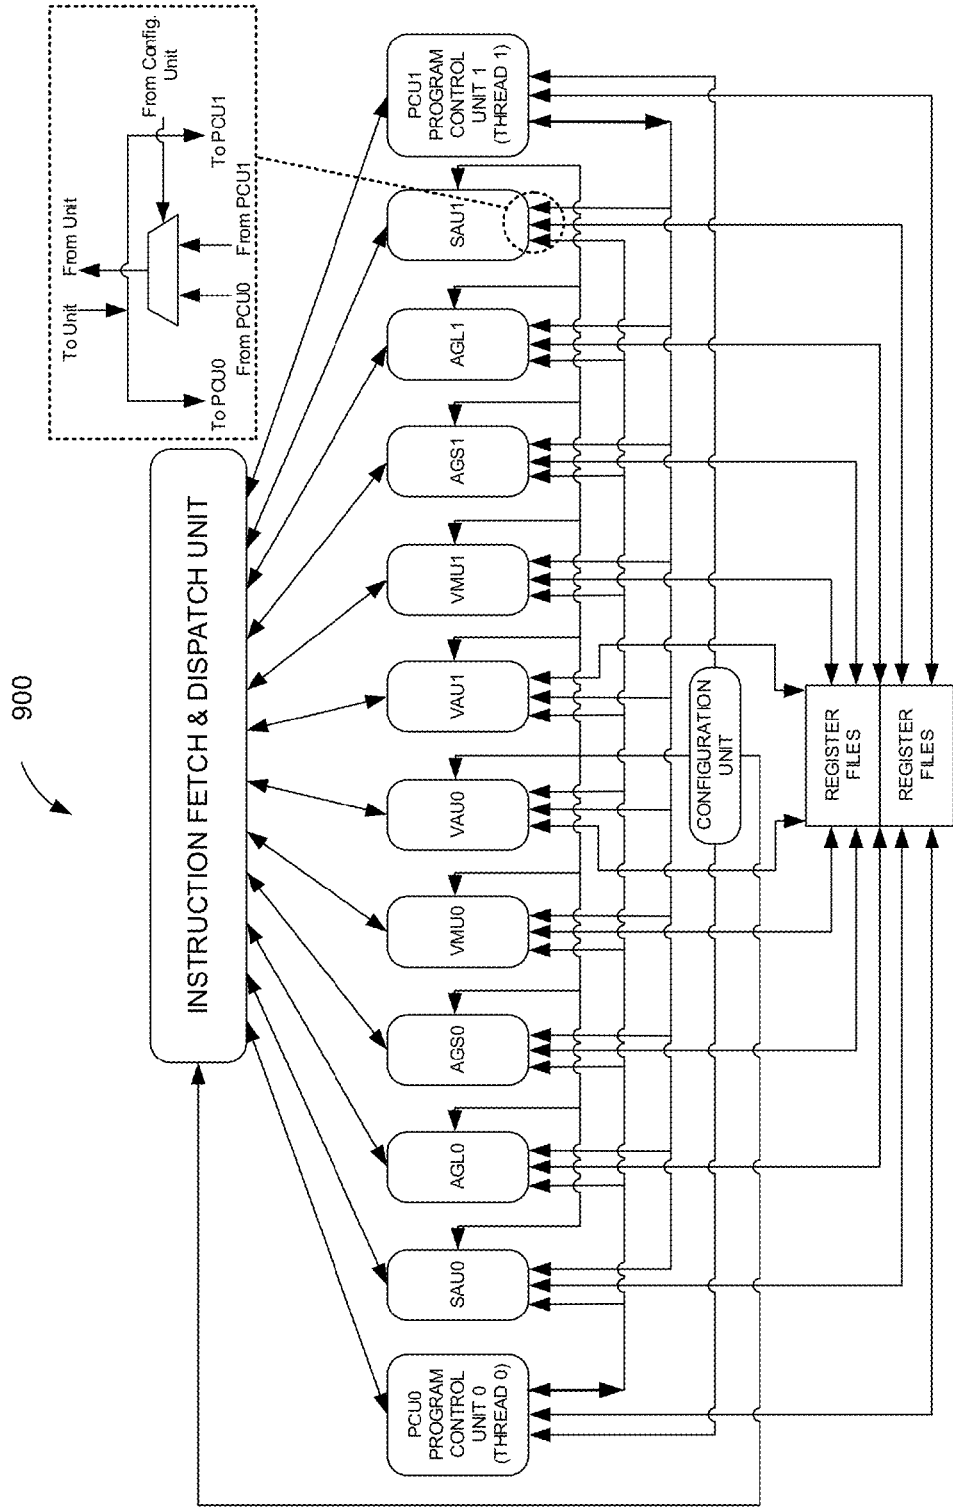 900
INSTRUCTION FETCH & DISPATCH UNIT
To Unit
From Unit
From Config.
Unit
To PCU0
From PCU0
From PCU1
To PCU1
PCU0
PROGRAM
CONTROL
UNIT 0
(THREAD 0)
SAU0
AGL0
AGS0
VMU0
VAU0
VAU1
VMU1
AGS1
AGL1
SAU1
PCU1
PROGRAM
CONTROL
UNIT 1
(THREAD 1)
CONFIGURATION
UNIT
REGISTER
FILES
REGISTER
FILES